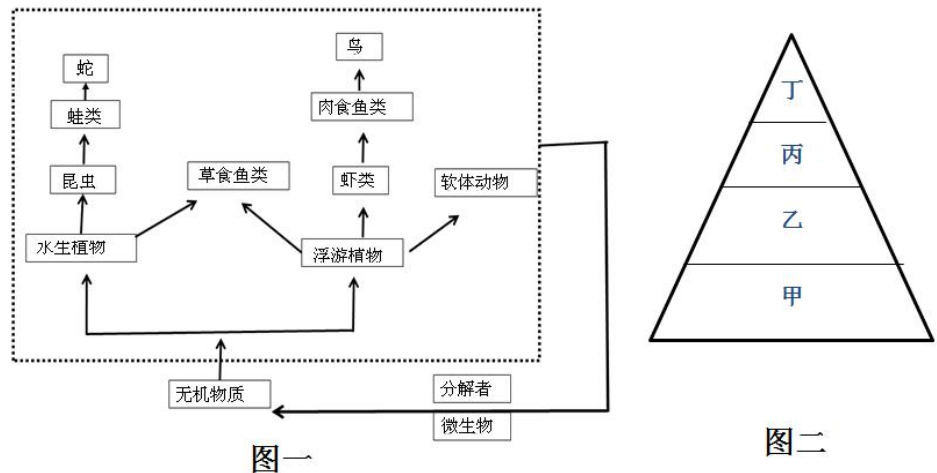 鸟
蛇
肉食鱼类
蛙类
昆虫
草食鱼类
虾类
软体动物
水生植物
浮游植物
无机物质
分解者
微生物
图一
丁
丙
乙
甲
图二